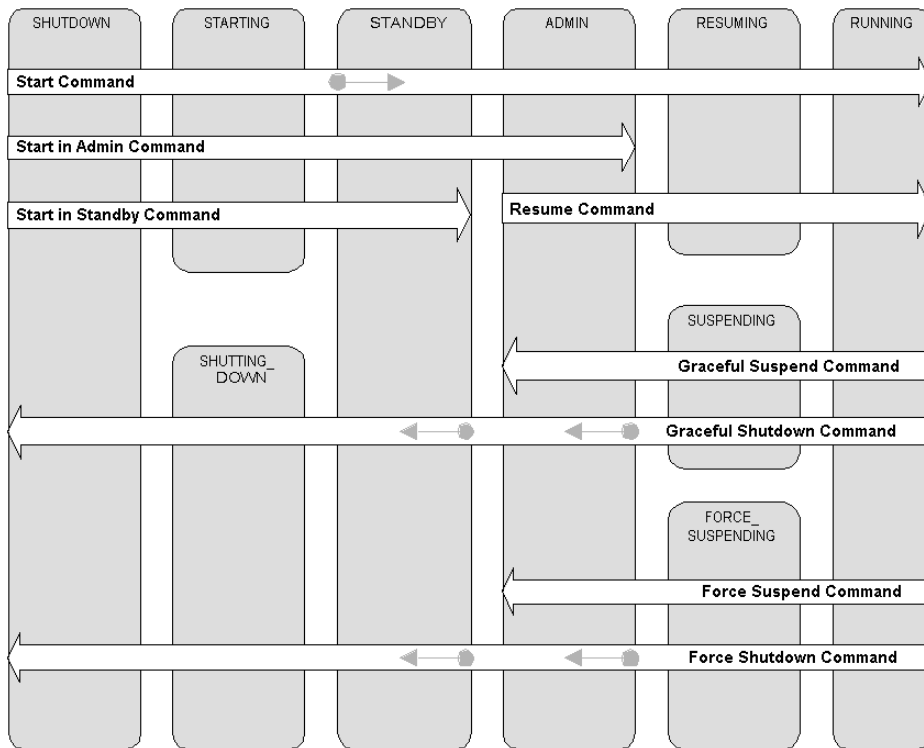 SHUTDOWN
STARTING
STANDBY
ADMIN
RESUMING
RUNNING
Start Command
Start in Admin Command
Start in Standby Command
Resume Command
SUSPENDING
SHUTTING_
DOWN
Graceful Suspend Command
Graceful Shutdown Command
FORCE_
SUSPENDING
Force Suspend Command
Force Shutdown Command